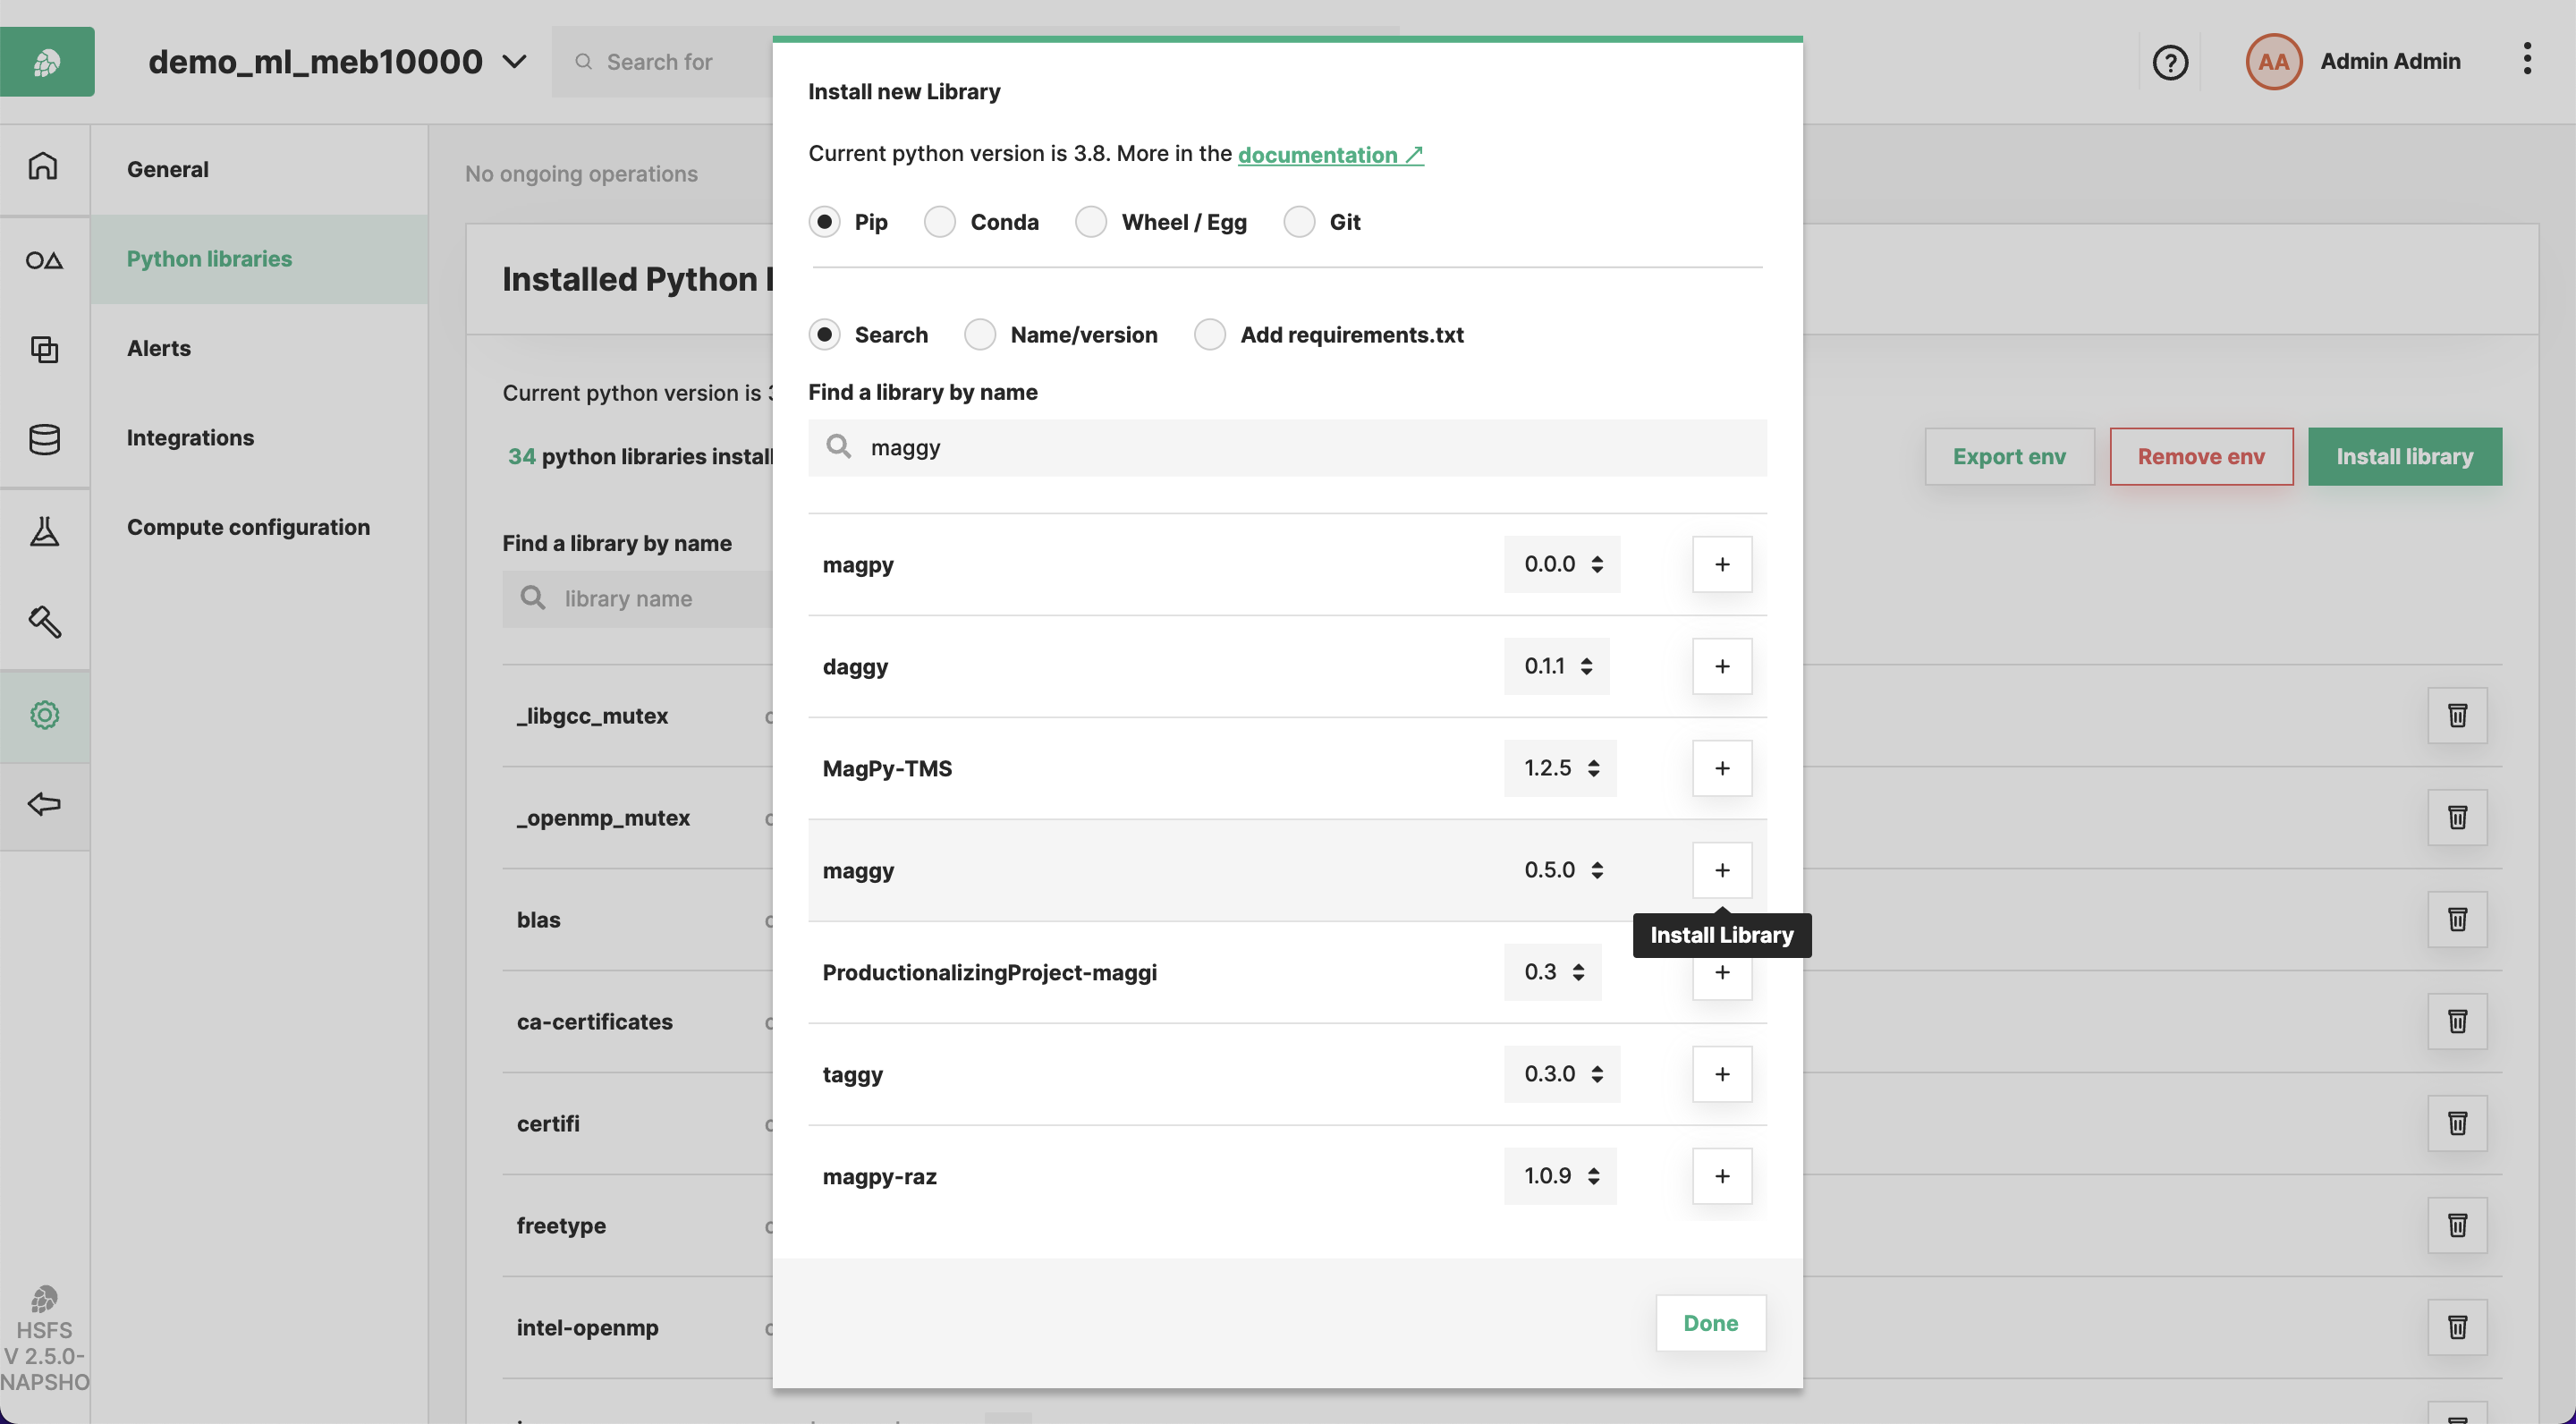 demo_ml_meb10000
Search for
AA
Admin Admin
General
Python libraries
Alerts
Integrations
Compute configuration
HSFS
V 2.5.0-
NAPSHO
No ongoing operations
Installed Python
Current python version is
34 python libraries install
Find a library by name
library name
Export env
Remove env
Install library
_libgcc_mutex
_openmp_mutex
blas
ca-certificates
certifi
freetype
intel-openmp
Install new Library
Current python version is 3.8. More in the documentation
Pip Conda Wheel / Egg Git
Search Name/version Add requirements.txt
Find a library by name
maggy
magpy 0.0.0 +
daggy 0.1.1 +
MagPy-TMS 1.2.5 +
maggy 0.5.0 +
Install Library
ProductionalizingProject-maggi 0.3 +
taggy 0.3.0 +
magpy-raz 1.0.9 +
Done